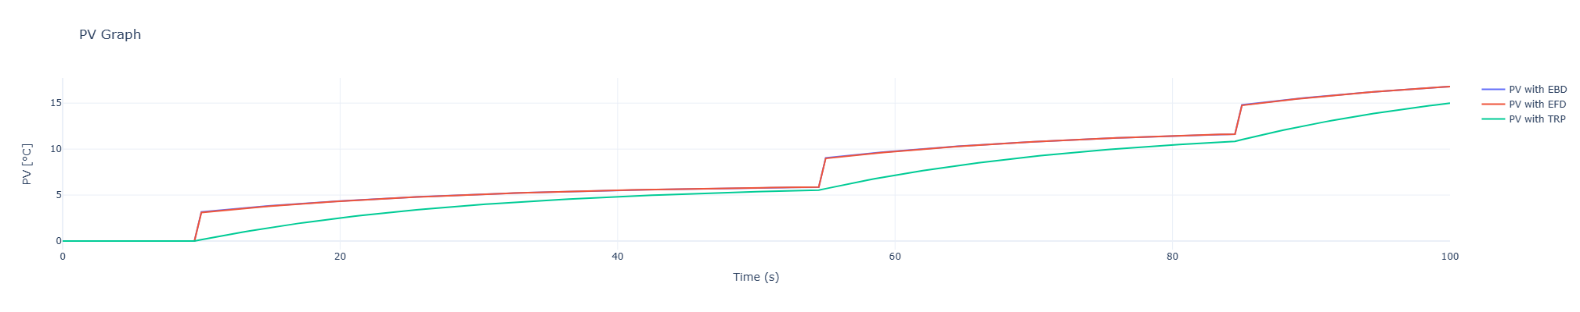 PV Graph
PV with EBD
PV with EFD
PV with TRP
15
10
5
0
PV [°C]
0 20 40 60 80 100
Time (s)